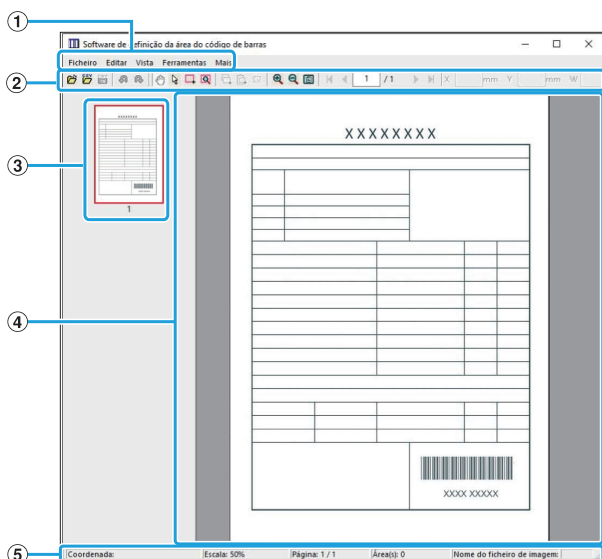 1
Software de definição da área do código de barras
Ficheiro Editar Vista Ferramentas Mais
2
1 / 1 X mm Y mm W
3
1
XXXXXXXX
4
XXXX XXXXX
5
Coordenada: Escala: 50% Página: 1 / 1 Área(s): 0 Nome do ficheiro de imagem: